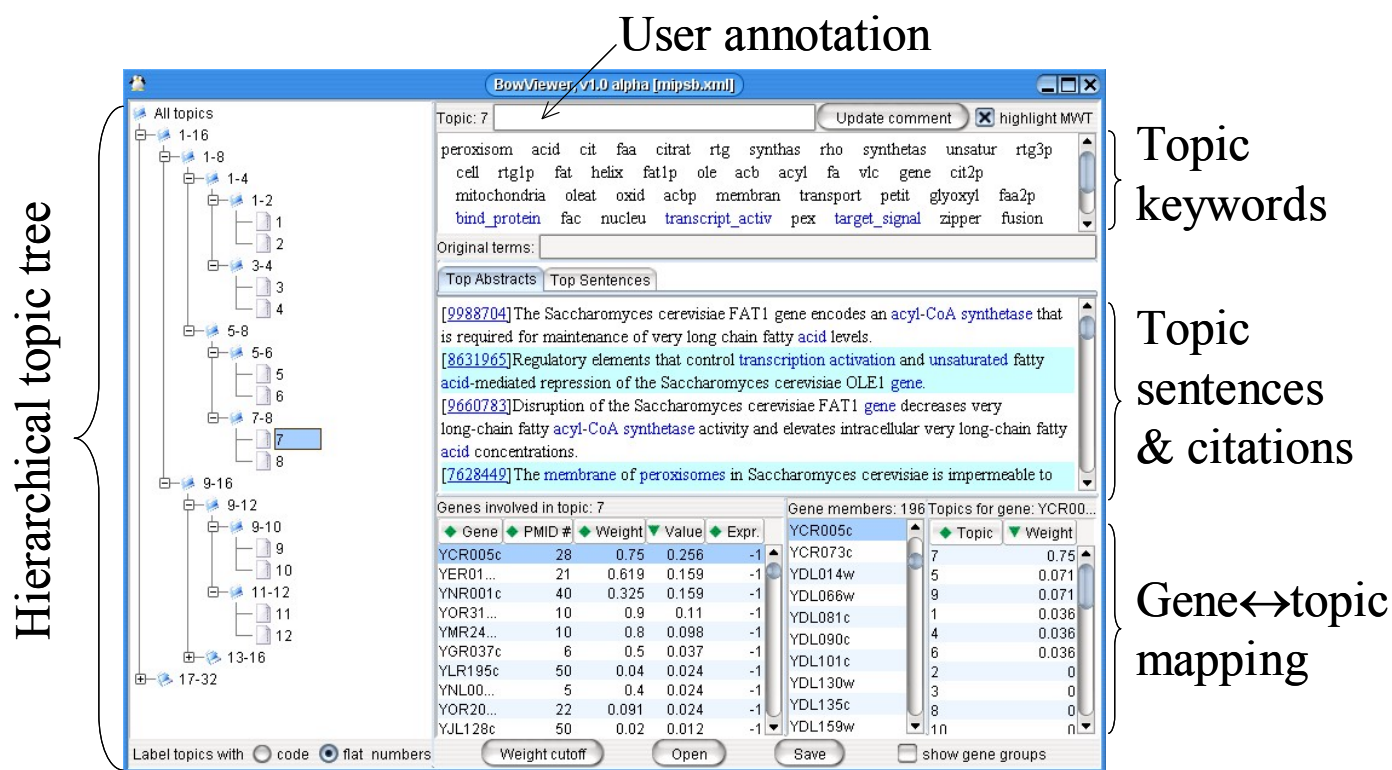 User annotation
BowViewer, v1.0 alpha [mipsb.xml]
Hierarchical topic tree
All topics
1-16
1-8
1-4
1-2
1
2
3-4
3
4
5-8
5-6
5
6
7-8
7
8
9-16
9-12
9-10
9
10
11-12
11
12
13-16
17-32
Label topics with code flat numbers
Topic: 7 Update comment highlight MWT
peroxisom acid cit faa citrat rtg synthas rho synthetas unsatur rtg3p
cell rtg1p fat helix fat1p ole acb acyl fa vlc gene cit2p
mitochondria oleat oxid acbp membran transport petit glyoxyl faa2p
bind_protein fac nucleu transcript_activ pex target_signal zipper fusion
Topic
keywords
Original terms:
Top Abstracts Top Sentences
[9988704]The Saccharomyces cerevisiae FAT1 gene encodes an acyl-CoA synthetase that
is required for maintenance of very long chain fatty acid levels.
[8631965]Regulatory elements that control transcription activation and unsaturated fatty
acid-mediated repression of the Saccharomyces cerevisiae OLE1 gene.
[9660783]Disruption of the Saccharomyces cerevisiae FAT1 gene decreases very
long-chain fatty acyl-CoA synthetase activity and elevates intracellular very long-chain fatty
acid concentrations.
[7628449]The membrane of peroxisomes in Saccharomyces cerevisiae is impermeable to
Topic
sentences
& citations
Genes involved in topic: 7
Gene PMID # Weight Value Expr.
YCR005c 28 0.75 0.256 -1
YER01... 21 0.619 0.159 -1
YNR001c 40 0.325 0.159 -1
YOR31... 10 0.9 0.11 -1
YMR24... 10 0.8 0.098 -1
YGR037c 6 0.5 0.037 -1
YLR195c 50 0.04 0.024 -1
YNL00... 5 0.4 0.024 -1
YOR20... 22 0.091 0.024 -1
YJL128c 50 0.02 0.012 -1
Gene members: 196
YCR005c
YCR073c
YDL014w
YDL066w
YDL081c
YDL090c
YDL101c
YDL130w
YDL135c
YDL159w
Topics for gene: YCR00...
Topic Weight
7 0.75
5 0.071
9 0.071
1 0.036
4 0.036
6 0.036
2 0
3 0
8 0
10 0
Gene↔topic
mapping
Weight cutoff Open Save show gene groups